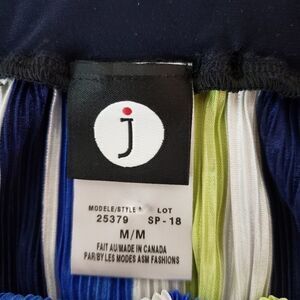 j
MODELE/STYLE # LOT
25379 SP - 18
M/M
FAIT AU/MADE IN CANADA
PAR/BY LES MODES ASM FASHIONS